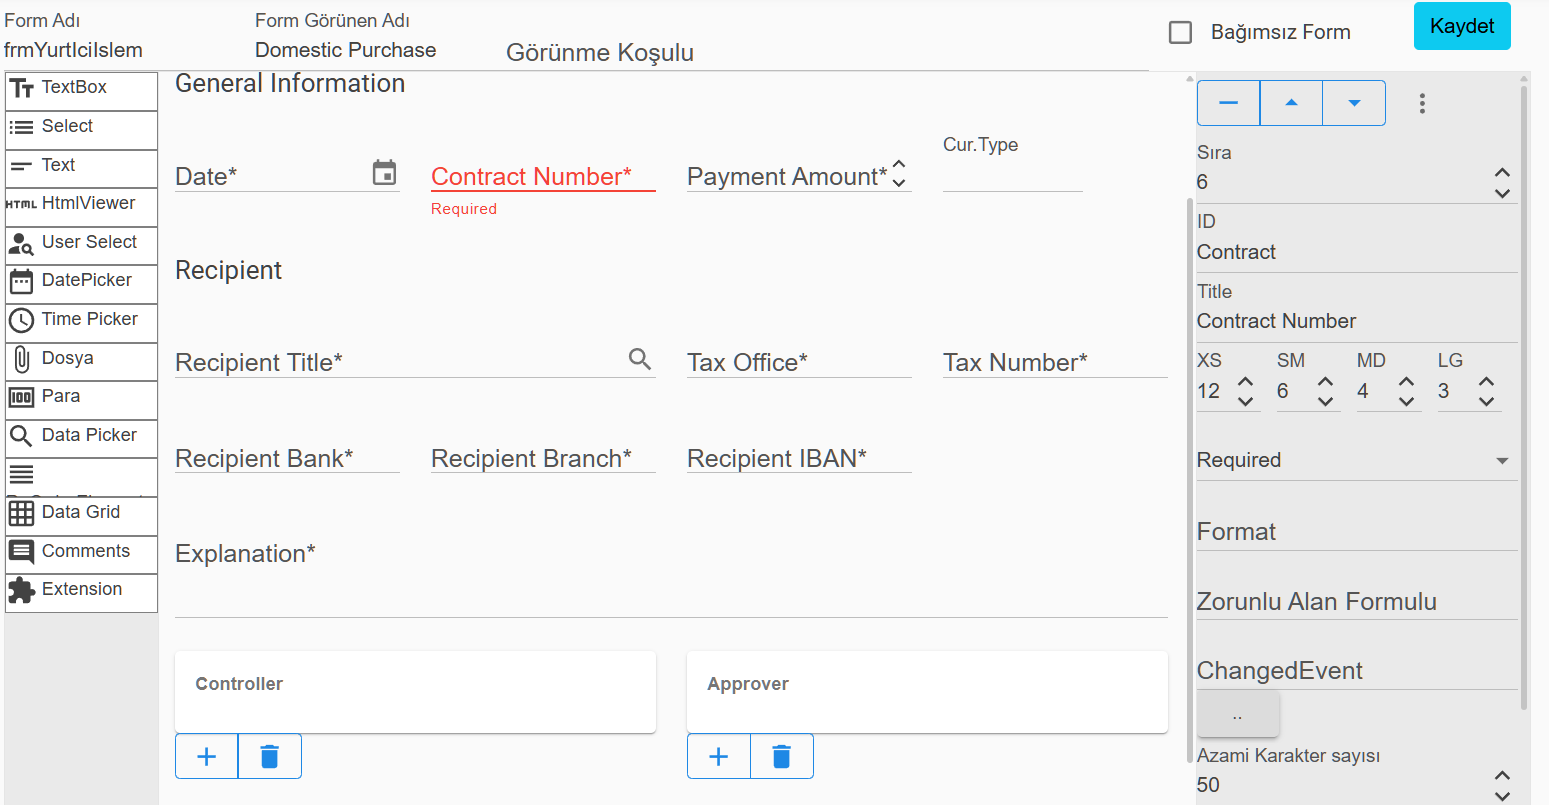 Form Adı
Form Görünen Adı
frmYurtIciIslem
Domestic Purchase
Görünme Koşulu
Bağımsız Form
Kaydet
TextBox
Select
Text
HTML HtmlViewer
User Select
DatePicker
Time Picker
Dosya
100 Para
Data Picker
Data Grid
Comments
Extension
General Information
Date*
Contract Number*
Required
Payment Amount*
Cur.Type
Recipient
Recipient Title*
Tax Office*
Tax Number*
Recipient Bank*
Recipient Branch*
Recipient IBAN*
Explanation*
Controller
Approver
Sıra
6
ID
Contract
Title
Contract Number
XS SM MD LG
12 6 4 3
Required
Format
Zorunlu Alan Formulu
ChangedEvent
..
Azami Karakter sayısı
50